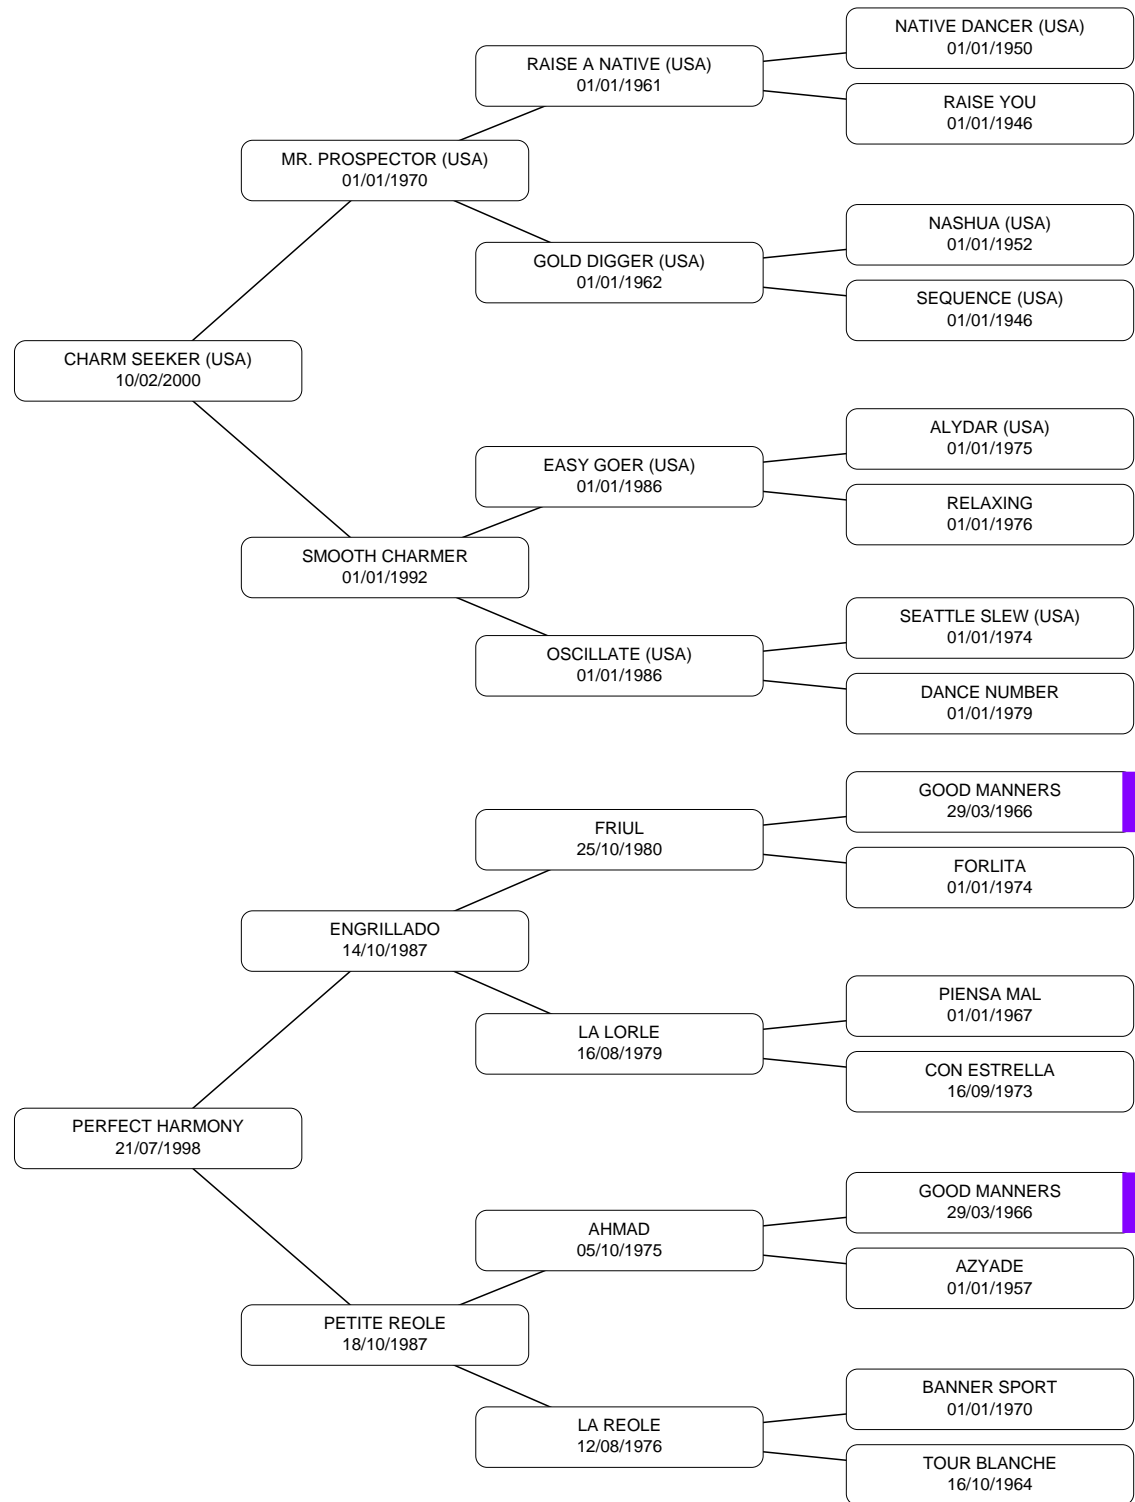 NATIVE DANCER (USA)
01/01/1950
RAISE A NATIVE (USA)
01/01/1961
RAISE YOU
01/01/1946
MR. PROSPECTOR (USA)
01/01/1970
NASHUA (USA)
01/01/1952
GOLD DIGGER (USA)
01/01/1962
SEQUENCE (USA)
01/01/1946
CHARM SEEKER (USA)
10/02/2000
ALYDAR (USA)
01/01/1975
EASY GOER (USA)
01/01/1986
RELAXING
01/01/1976
SMOOTH CHARMER
01/01/1992
SEATTLE SLEW (USA)
01/01/1974
OSCILLATE (USA)
01/01/1986
DANCE NUMBER
01/01/1979
GOOD MANNERS
29/03/1966
FRIUL
25/10/1980
FORLITA
01/01/1974
ENGRILLADO
14/10/1987
PIENSA MAL
01/01/1967
LA LORLE
16/08/1979
CON ESTRELLA
16/09/1973
PERFECT HARMONY
21/07/1998
GOOD MANNERS
29/03/1966
AHMAD
05/10/1975
AZYADE
01/01/1957
PETITE REOLE
18/10/1987
BANNER SPORT
01/01/1970
LA REOLE
12/08/1976
TOUR BLANCHE
16/10/1964